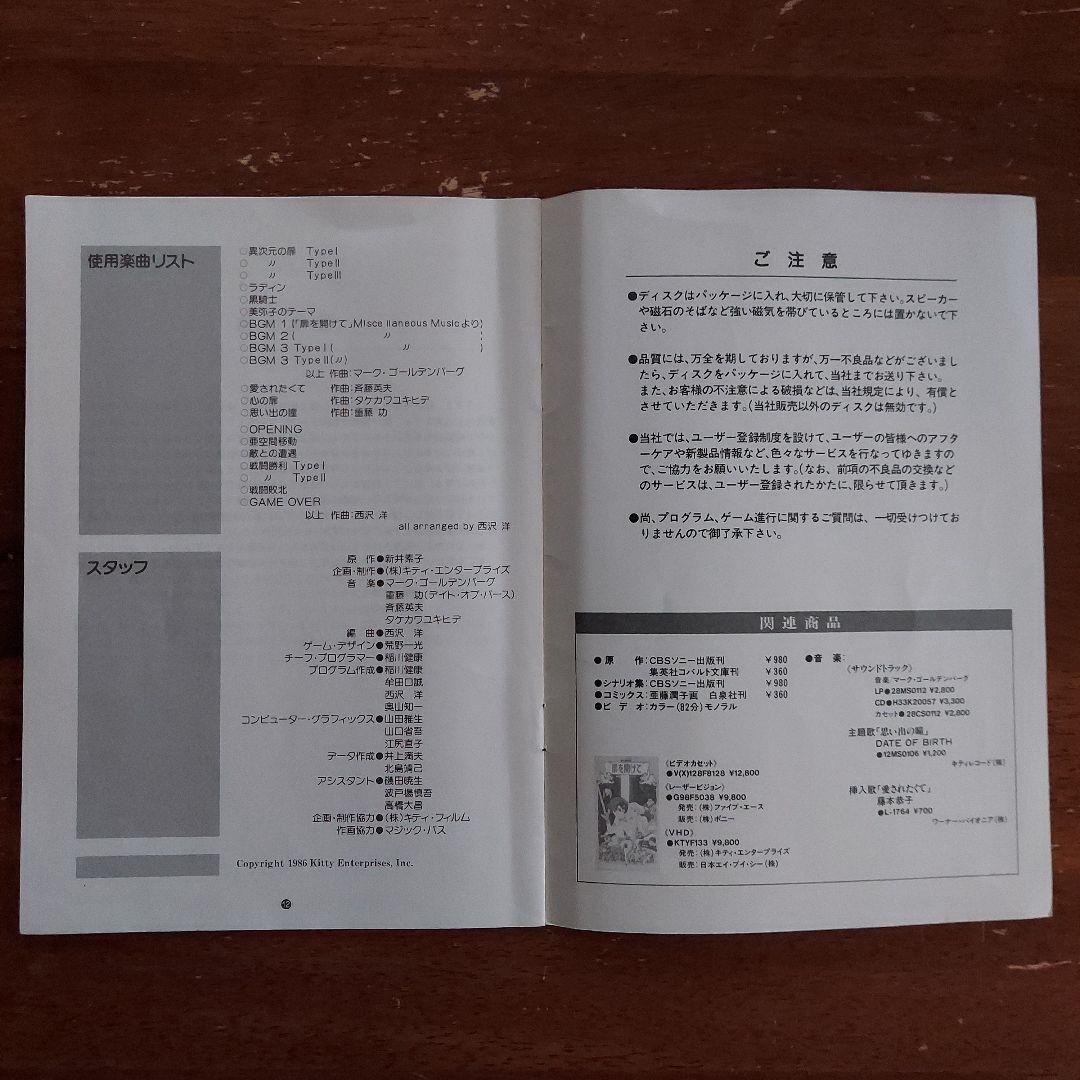 使用楽曲リスト
○異次元の扉 TypeⅠ
○ 〃 TypeⅡ
○ 〃 TypeⅢ
○ラディン
○黒騎士
○美弥子のテーマ
○BGM 1 (「扉を開けて」Miscellaneous Musicより)
○BGM 2 ( 〃 )
○BGM 3 TypeⅠ( 〃 )
○BGM 3 TypeⅡ(〃)
以上 作曲:マーク・ゴールデンバーグ
○愛されたくて 作曲:斉藤英夫
○心の扉 作曲:タケカワユキヒデ
○思い出の瞳 作曲:重藤 功
○OPENING
○亜空間移動
○敵との遭遇
○戦闘勝利 TypeⅠ
○ 〃 TypeⅡ
○戦闘敗北
○GAME OVER
以上 作曲:西沢 洋
all arranged by 西沢 洋
スタッフ
原 作●新井素子
企画・制作●(株)キティ・エンタープライズ
音 楽●マーク・ゴールデンバーグ
重藤 功(デイト・オブ・バース)
斉藤英夫
タケカワユキヒデ
編 曲●西沢 洋
ゲーム・デザイン●荒野一光
チーフ・プログラマー●稲川健康
プログラム作成●稲川健康
牟田口誠
西沢 洋
奥山知一
コンピューター・グラフィックス●山田雅生
山口省吾
江尻直子
データ作成●井上満夫
北島靖己
アシスタント●磯田暁生
波戸場慎吾
高橋大昌
企画・制作協力●(株)キティ・フィルム
作画協力●マジック・バス
Copyright 1986 Kitty Enterprises, Inc.
12
ご注意
●ディスクはパッケージに入れ、大切に保管して下さい。スピーカー
や磁石のそばなど強い磁気を帯びているところには置かないで下
さい。
●品質には、万全を期しておりますが、万一不良品などがございまし
たら、ディスクをパッケージに入れて、当社までお送り下さい。
また、お客様の不注意による破損などは、当社規定により、有償と
させていただきます。(当社販売以外のディスクは無効です。)
●当社では、ユーザー登録制度を設けて、ユーザーの皆様へのアフタ
ーケアや新製品情報など、色々なサービスを行なってゆきますの
で、ご協力をお願いいたします。(なお、前項の不良品の交換など
のサービスは、ユーザー登録されたかたに、限らせて頂きます。)
●尚、プログラム、ゲーム進行に関するご質問は、一切受けつけてお
りませんので御了承下さい。
関連商品
●原 作:CBSソニー出版刊 ¥980
集英社コバルト文庫刊 ¥360
●シナリオ集:CBSソニー出版刊 ¥980
●コミックス:亜藤潤子画 白泉社刊 ¥360
●ビデオ:カラー(82分)モノラル
扉を開けて
〈ビデオカセット〉
●V(X)128F8128 ¥12,800
〈レーザービジョン〉
●G98F5038 ¥9,800
発売:(株)ファイブ・エース
販売:(株)ポニー
〈VHD〉
●KTYF133 ¥9,800
発売:(株)キティ・エンタープライズ
販売:日本エイ・ブイ・シー(株)
●音楽:
〈サウンドトラック〉
音楽/マーク・ゴールデンバーグ
LP●28MS0112 ¥2,800
CD●H33K20057 ¥3,300
カセット●28CS0112 ¥2,800
主題歌「思い出の瞳」
DATE OF BIRTH
●12MS0106 ¥1,200
キティレコード(株)
挿入歌「愛されたくて」
藤本恭子
●L-1764 ¥700
ワーナー・パイオニア(株)